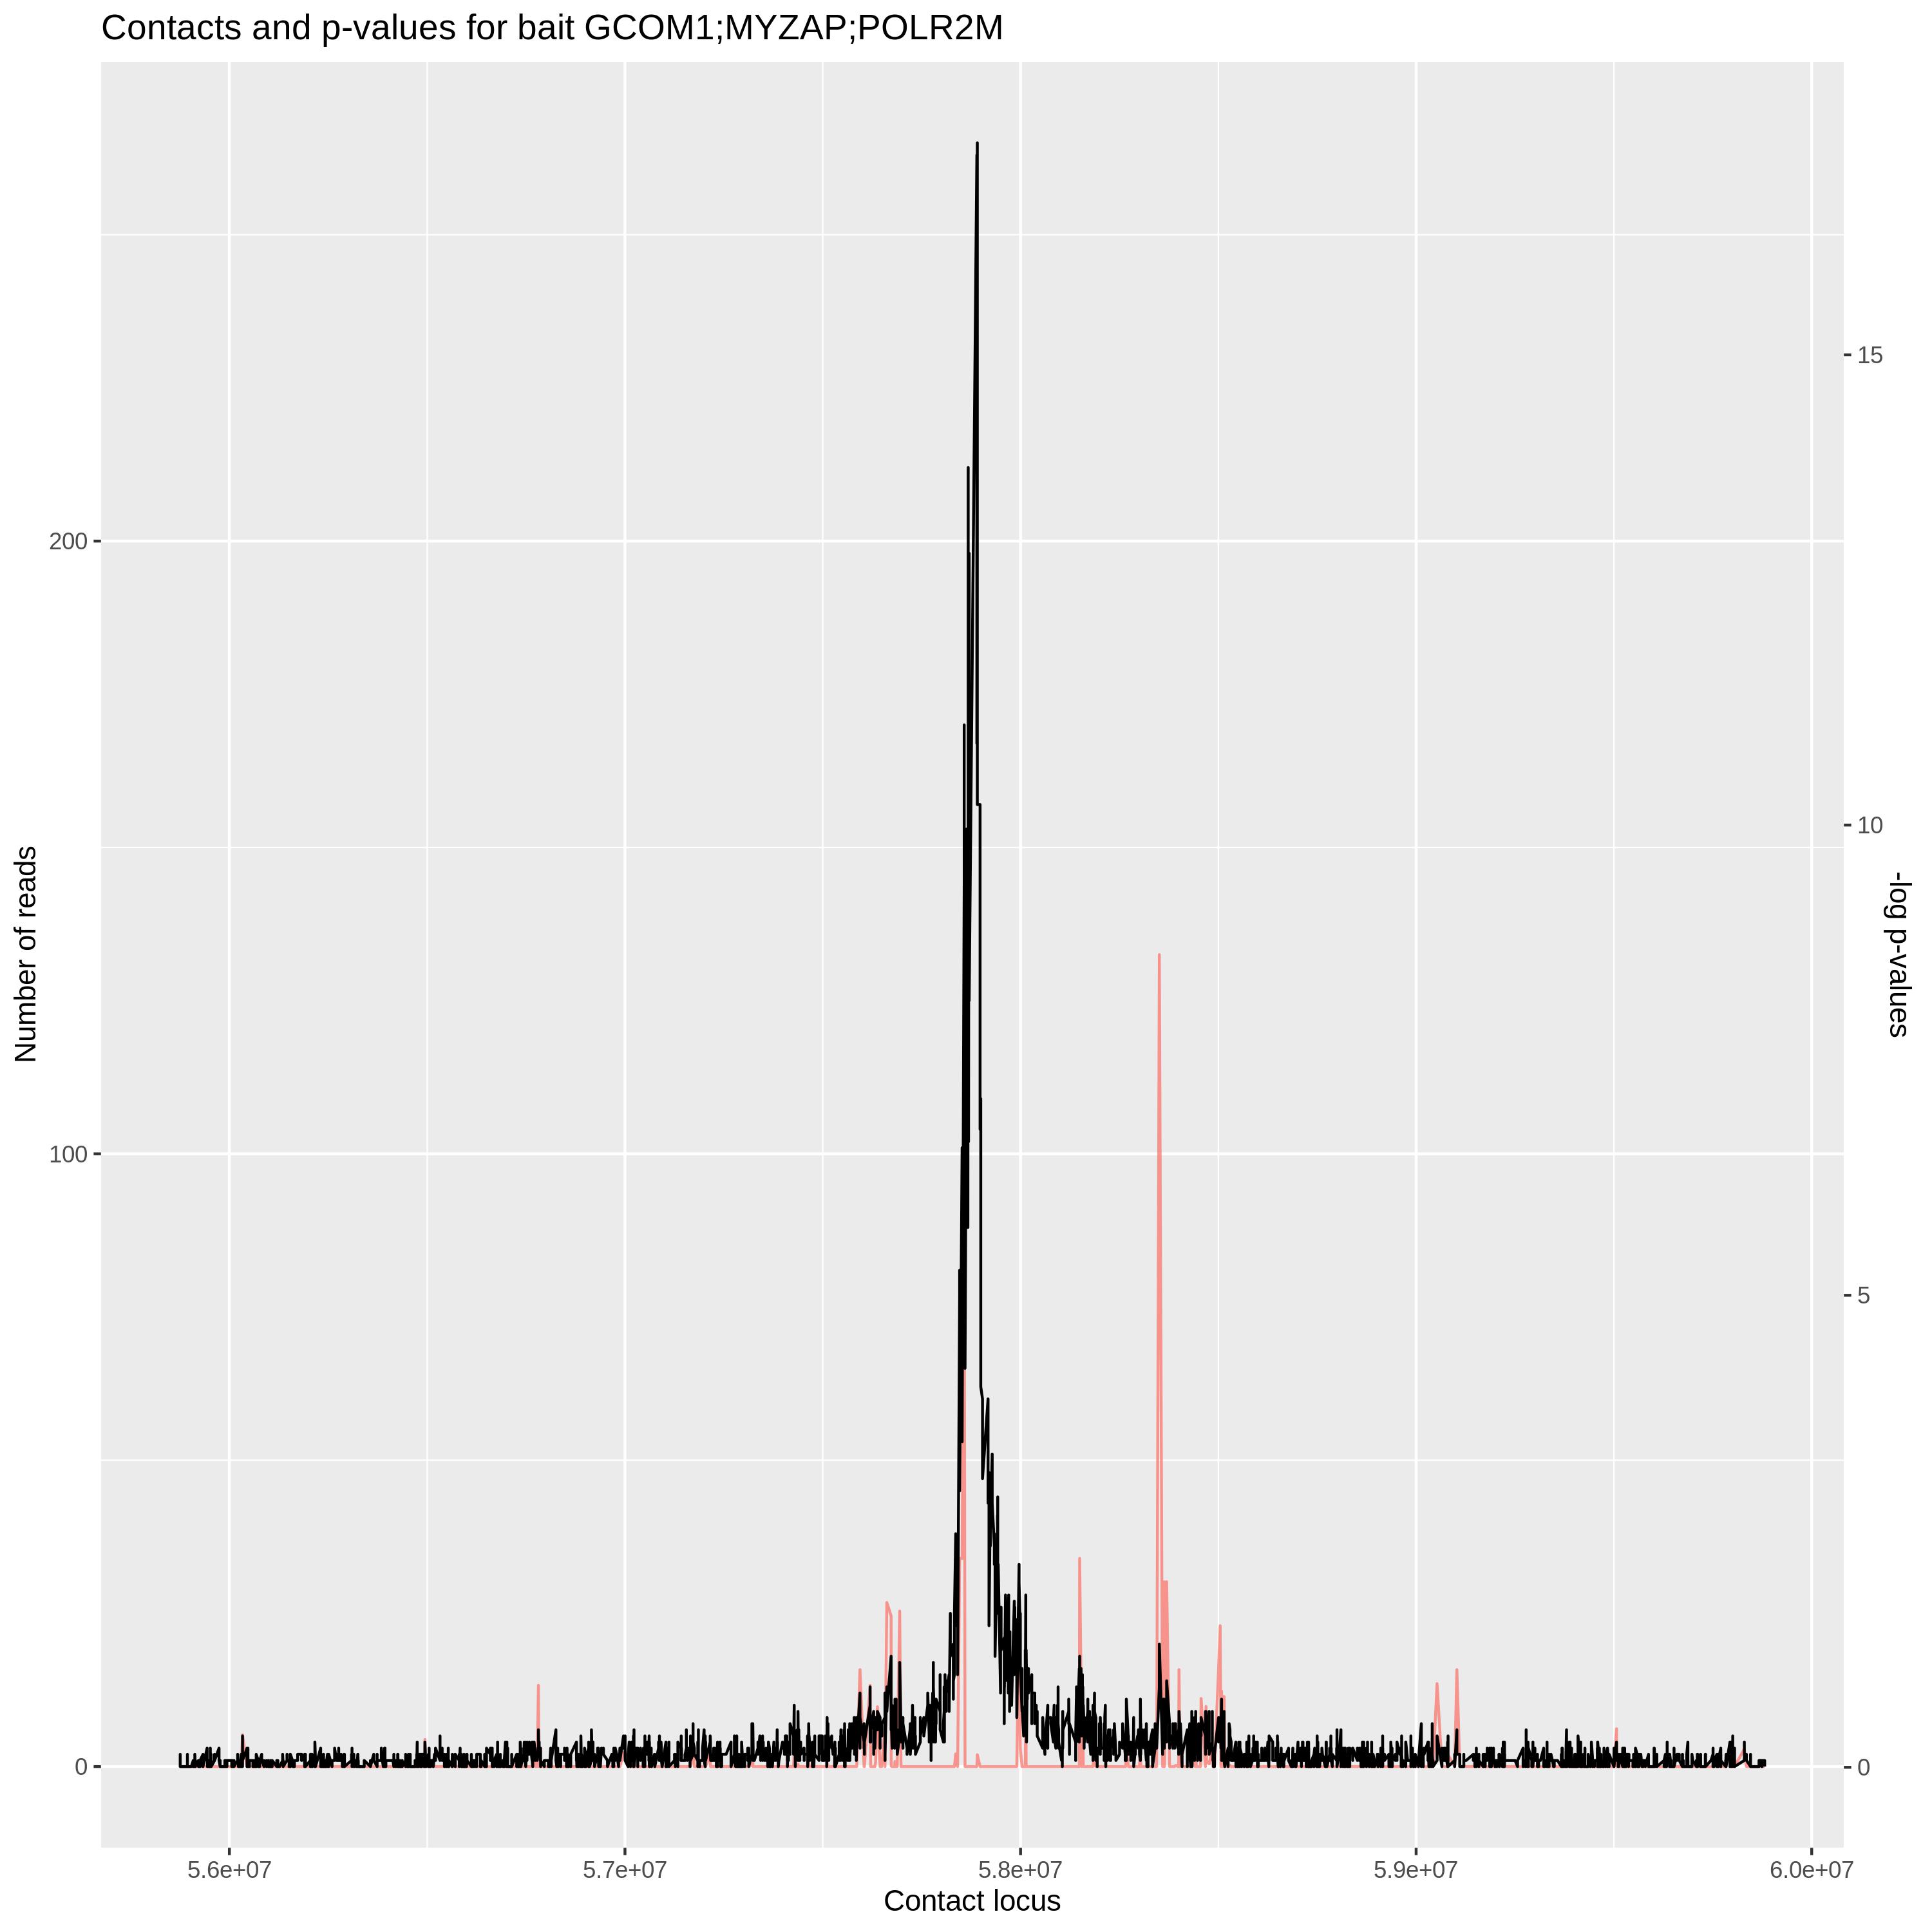 Contacts and p-values for bait GCOM1;MYZAP;POLR2M
Number of reads
200
100
0
15
10
5
0
-log p-values
5.6e+07 5.7e+07 5.8e+07 5.9e+07 6.0e+07
Contact locus